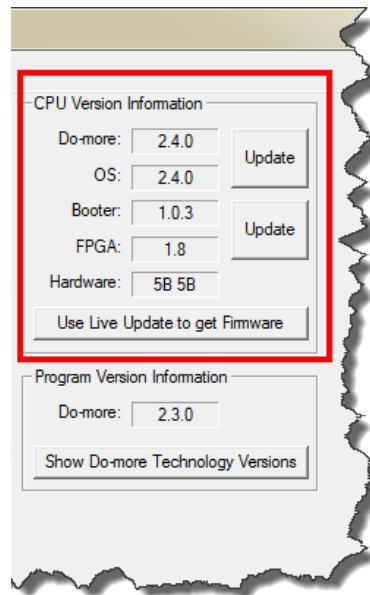 CPU Version Information
Do-more: 2.4.0
Update
OS: 2.4.0
Booter: 1.0.3
Update
FPGA: 1.8
Hardware: 5B 5B
Use Live Update to get Firmware
Program Version Information
Do-more: 2.3.0
Show Do-more Technology Versions